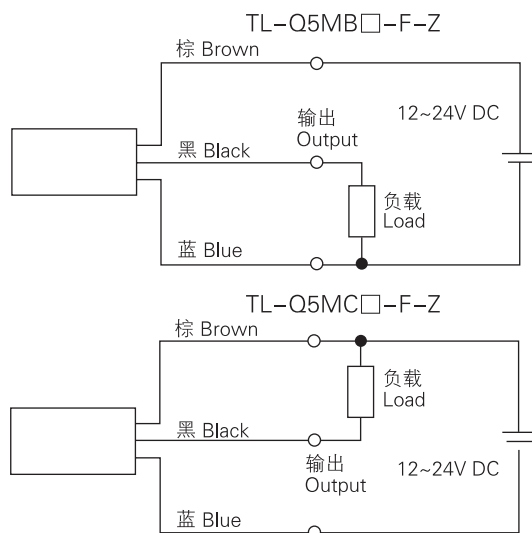 TL-Q5MB□-F-Z
棕 Brown
输出
Output
12~24V DC
黑 Black
负载
Load
蓝 Blue
TL-Q5MC□-F-Z
棕 Brown
负载
Load
黑 Black
输出
Output
12~24V DC
蓝 Blue